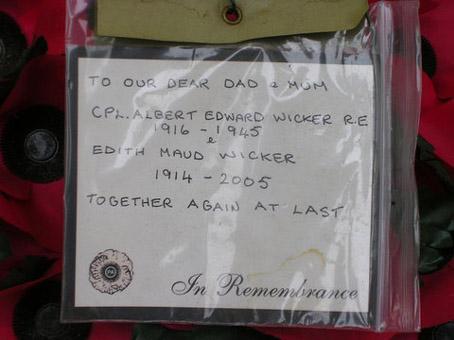 TO OUR DEAR DAD & MUM
CPL. ALBERT EDWARD WICKER R.E
1916 - 1945
&
EDITH MAUD WICKER
1914 - 2005
TOGETHER AGAIN AT LAST
In Remembrance